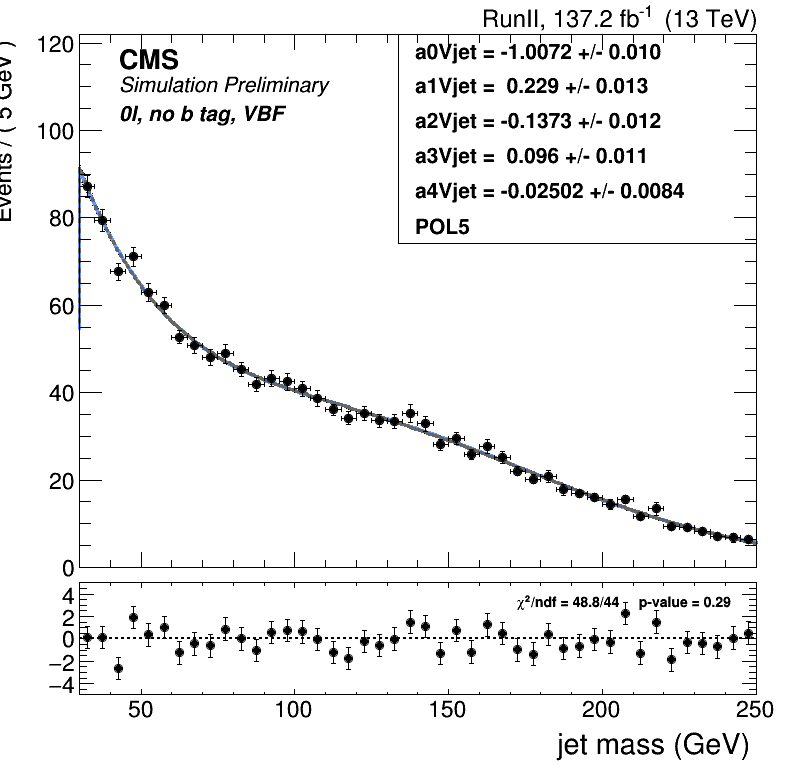 RunII, 137.2 fb⁻¹ (13 TeV)
Events / ( 5 GeV )
120
100
80
60
40
20
0
CMS
Simulation Preliminary
0l, no b tag, VBF
a0Vjet = -1.0072 +/- 0.010
a1Vjet = 0.229 +/- 0.013
a2Vjet = -0.1373 +/- 0.012
a3Vjet = 0.096 +/- 0.011
a4Vjet = -0.02502 +/- 0.0084
POL5
4
2
0
−2
−4
χ²/ndf = 48.8/44 p-value = 0.29
50 100 150 200 250
jet mass (GeV)